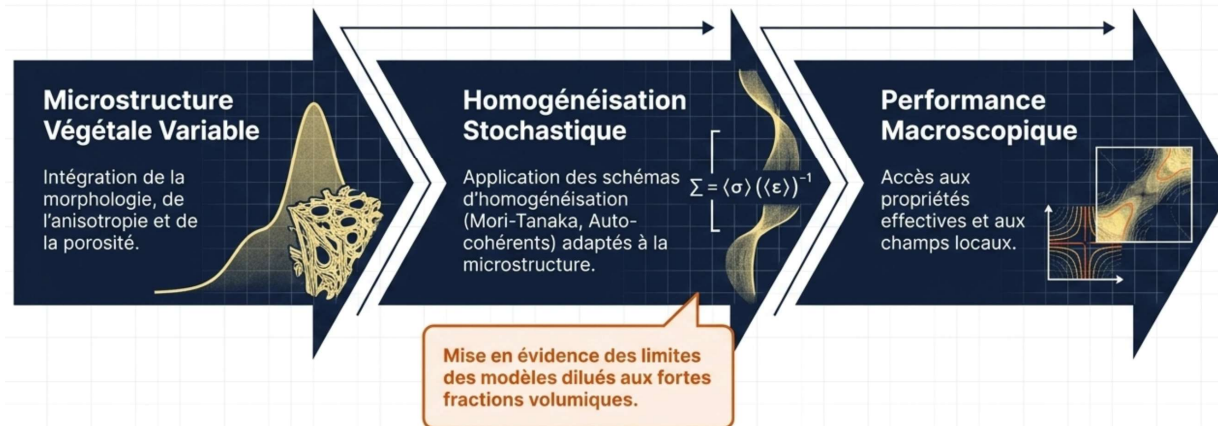 Microstructure
Végétale Variable
Intégration de la
morphologie, de
l'anisotropie et de
la porosité.
Homogénéisation
Stochastique
Application des schémas
d'homogénéisation
(Mori-Tanaka, Auto-
cohérents) adaptés à la
microstructure.
Σ = ⟨σ⟩ (⟨ε⟩)⁻¹
Mise en évidence des limites
des modèles dilués aux fortes
fractions volumiques.
Performance
Macroscopique
Accès aux
propriétés
effectives et aux
champs locaux.